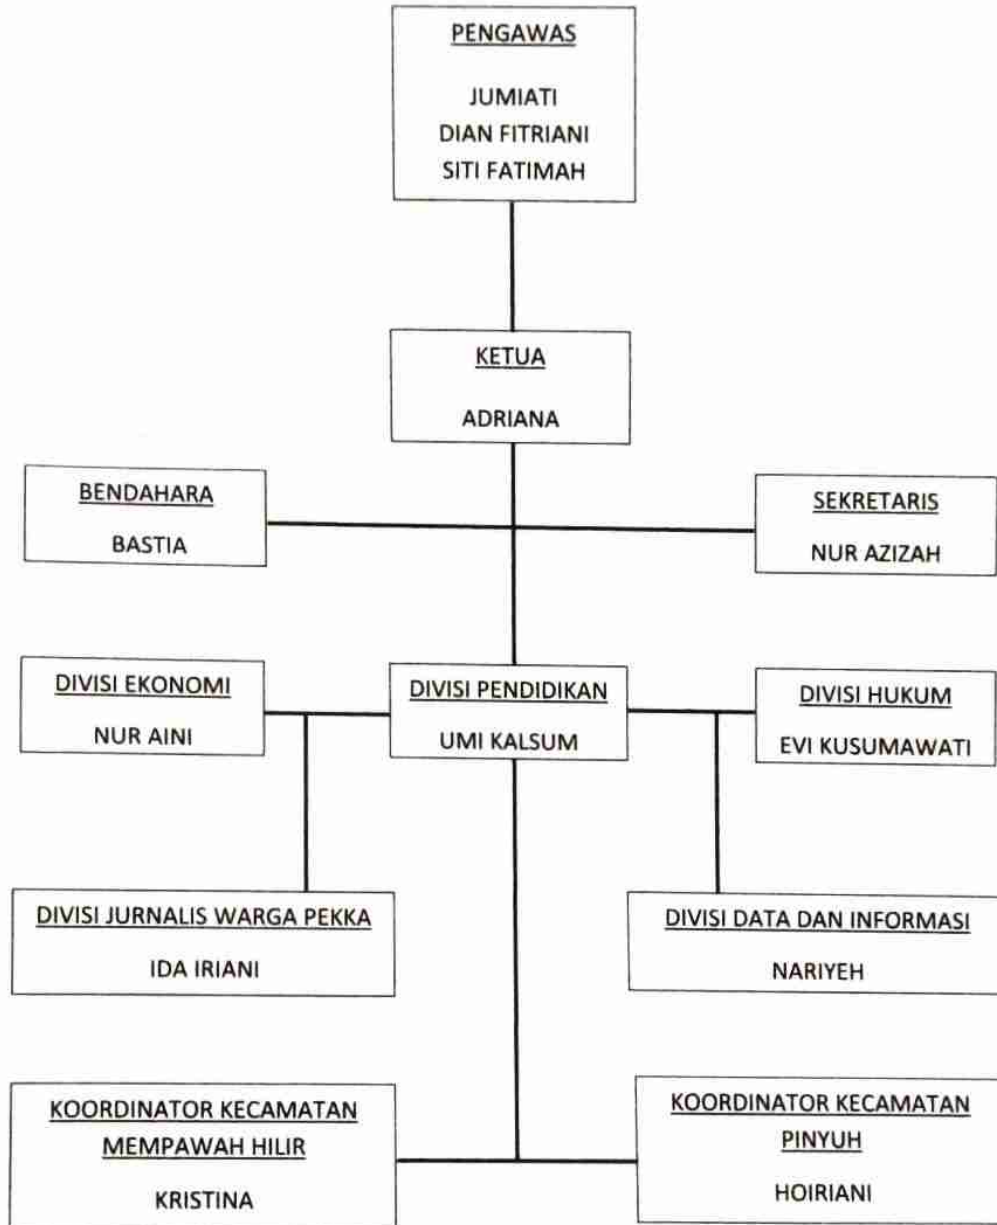 PENGAWAS
JUMIATI
DIAN FITRIANI
SITI FATIMAH
KETUA
ADRIANA
BENDAHARA
BASTIA
SEKRETARIS
NUR AZIZAH
DIVISI EKONOMI
NUR AINI
DIVISI PENDIDIKAN
UMI KALSUM
DIVISI HUKUM
EVI KUSUMAWATI
DIVISI JURNALIS WARGA PEKKA
IDA IRIANI
DIVISI DATA DAN INFORMASI
NARIYEH
KOORDINATOR KECAMATAN
MEMPAWAH HILIR
KRISTINA
KOORDINATOR KECAMATAN
PINYUH
HOIRIANI